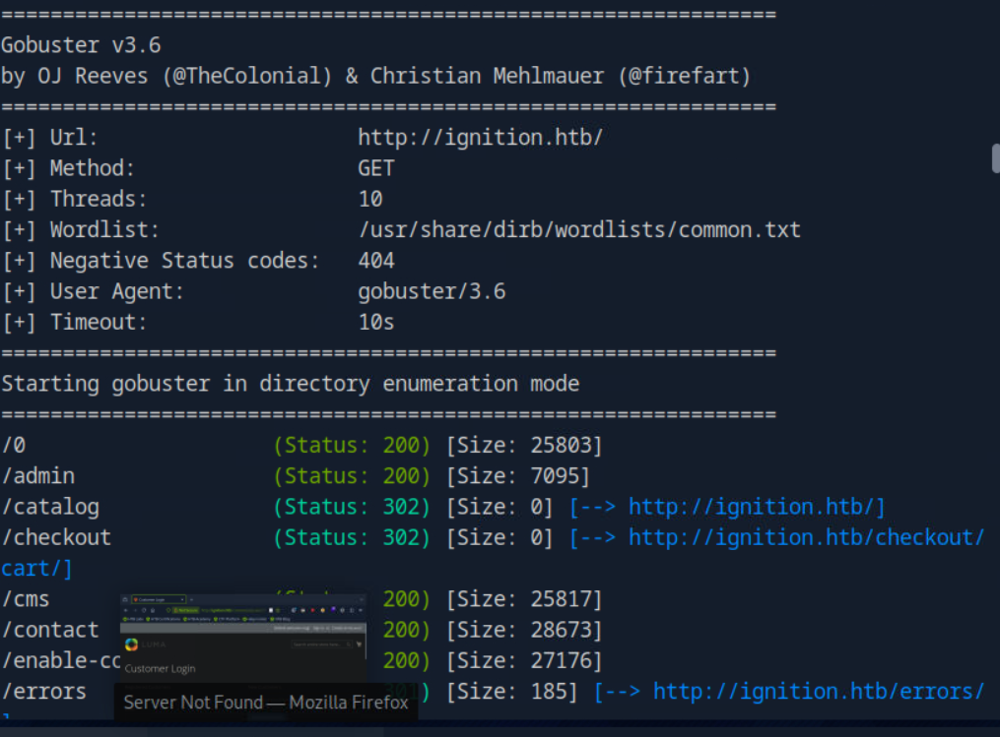 ===============================================================
Gobuster v3.6
by OJ Reeves (@TheColonial) & Christian Mehlmauer (@firefart)
===============================================================
[+] Url:                     http://ignition.htb/
[+] Method:                  GET
[+] Threads:                 10
[+] Wordlist:                /usr/share/dirb/wordlists/common.txt
[+] Negative Status codes:   404
[+] User Agent:              gobuster/3.6
[+] Timeout:                 10s
===============================================================
Starting gobuster in directory enumeration mode
===============================================================
/0                    (Status: 200) [Size: 25803]
/admin                (Status: 200) [Size: 7095]
/catalog              (Status: 302) [Size: 0] [--> http://ignition.htb/]
/checkout             (Status: 302) [Size: 0] [--> http://ignition.htb/checkout/
cart/]
/cms                  200) [Size: 25817]
/contact              200) [Size: 28673]
/enable-co            200) [Size: 27176]
/errors               ) [Size: 185] [--> http://ignition.htb/errors/
LUMA
Customer Login
Server Not Found — Mozilla Firefox